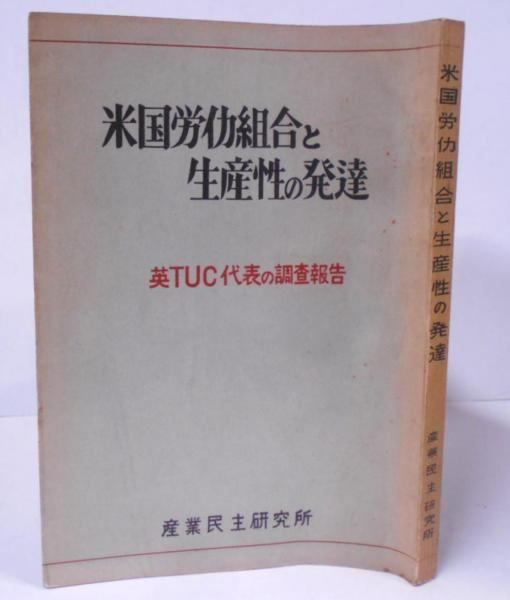 米国労仂組合と
生産性の発達
英TUC代表の調査報告
産業民主研究所
米国労仂組合と生産性の発達
産業民主研究所